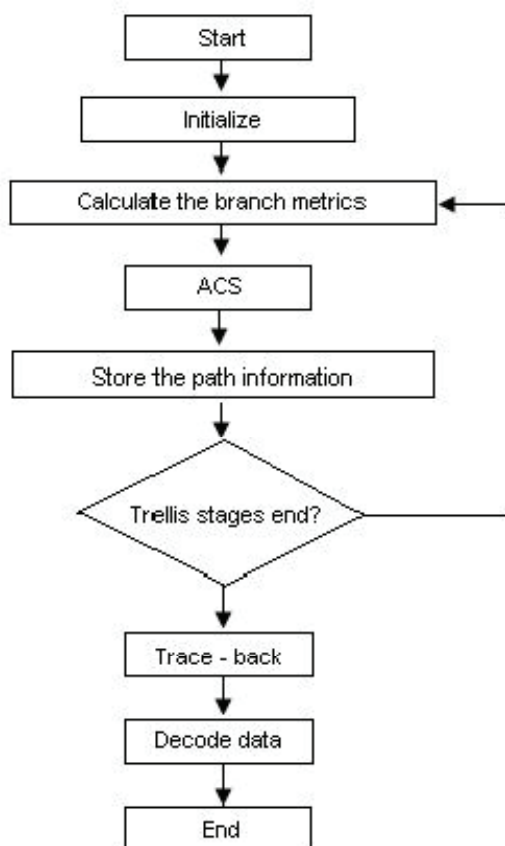 Start
Initialize
Calculate the branch metrics
ACS
Store the path information
Trellis stages end?
Trace - back
Decode data
End